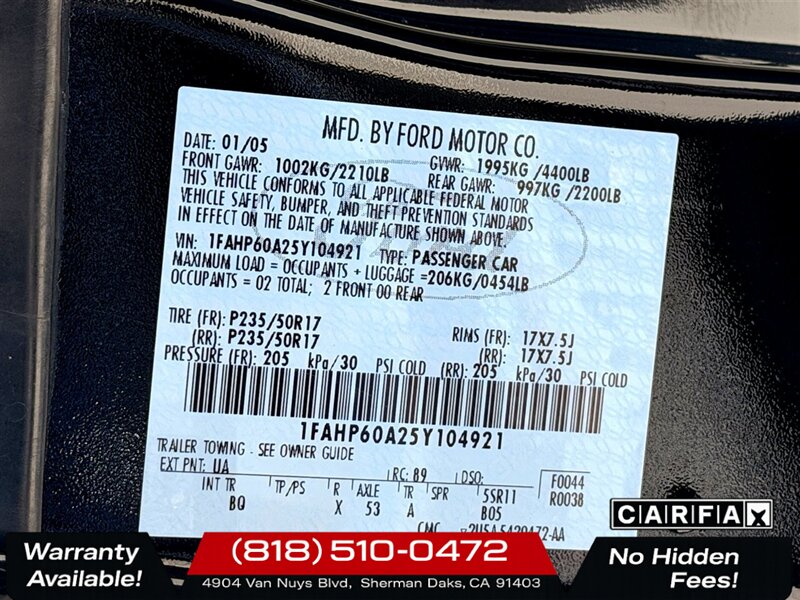 MFD. BY FORD MOTOR CO.
DATE: 01/05 GVWR: 1995KG /4400LB
FRONT GAWR: 1002KG/2210LB REAR GAWR: 997KG /2200LB
THIS VEHICLE CONFORMS TO ALL APPLICABLE FEDERAL MOTOR
VEHICLE SAFETY, BUMPER, AND THEFT PREVENTION STANDARDS
IN EFFECT ON THE DATE OF MANUFACTURE SHOWN ABOVE.
VIN: 1FAHP60A25Y104921 TYPE: PASSENGER CAR
MAXIMUM LOAD = OCCUPANTS + LUGGAGE =206KG/0454LB
OCCUPANTS = 02 TOTAL; 2 FRONT 00 REAR
TIRE (FR): P235/50R17 RIMS (FR): 17X7.5J
(RR): P235/50R17 (RR): 17X7.5J
PRESSURE (FR): 205 kPa/30 PSI COLD (RR): 205 kPa/30 PSI COLD
1FAHP60A25Y104921
TRAILER TOWING - SEE OWNER GUIDE
EXT PNT: UA RC: 89 DSO: F0044
INT TR TP/PS R AXLE TR SPR 5SR11 R0038
BQ X 53 A B05
CARFAX
Warranty Available!
(818) 510-0472
4904 Van Nuys Blvd, Sherman Oaks, CA 91403
No Hidden Fees!